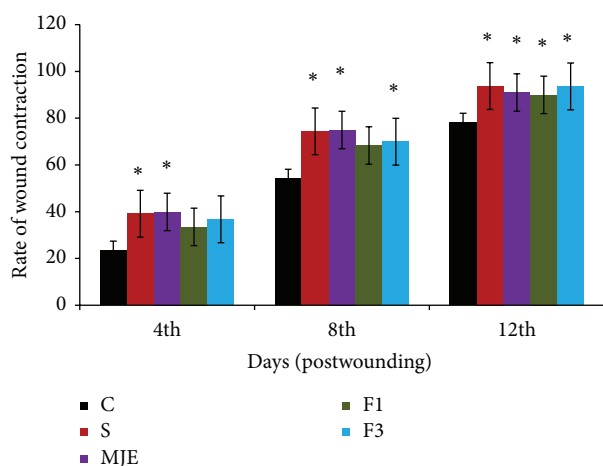 120
100
80
60
40
20
0
Rate of wound contraction
* *
* * *
* * * *
4th 8th 12th
Days (postwounding)
C F1
S F3
MJE